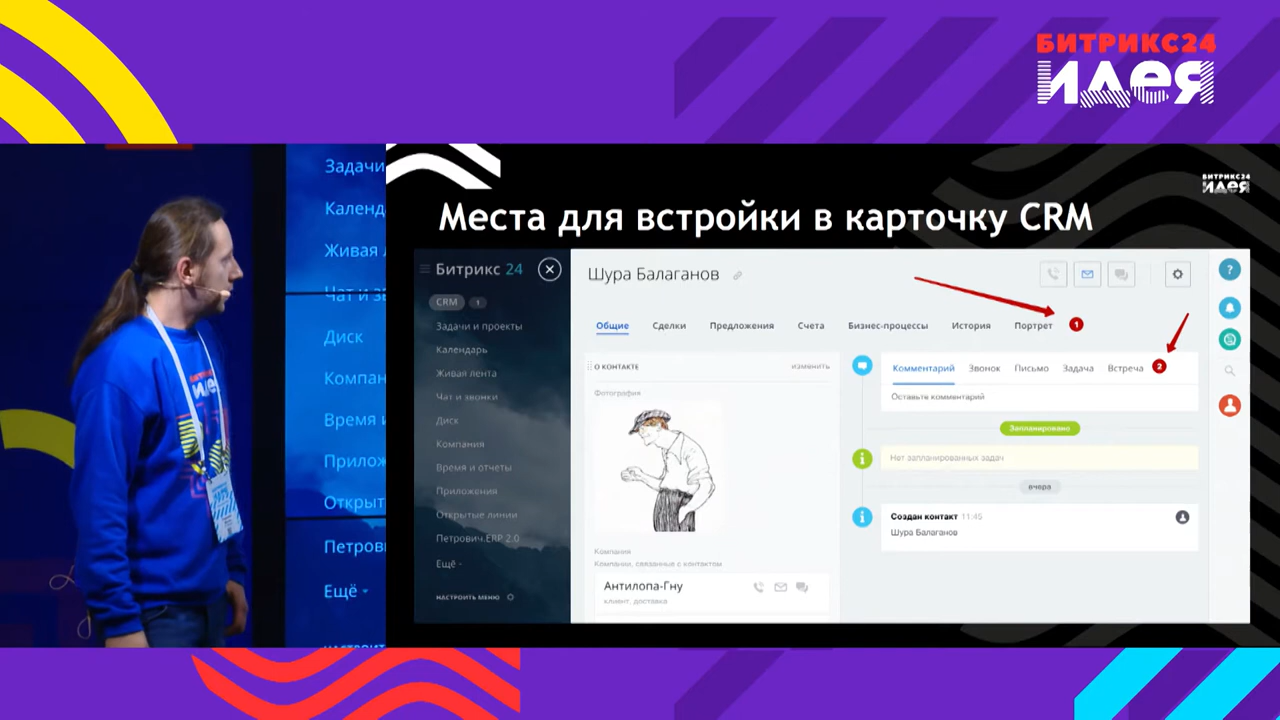 БИТРИКС24
ИДЕЯ
Задачи
Календ
Живая
Чат и з
Диск
Компан
Время и
Прилож
Открыт
Петрови
Ещё
БИТРИКС24
ИДЕЯ
Места для встройки в карточку CRM
Битрикс 24
CRM 1
Задачи и проекты
Календарь
Живая лента
Чат и звонки
Диск
Компания
Время и отчеты
Приложения
Открытые линии
Петрович.ERP 2.0
Ещё
НАСТРОИТЬ МЕНЮ
Шура Балаганов
Общие Сделки Предложения Счета Бизнес-процессы История Портрет 1
О КОНТАКТЕ изменить
Фотография
Компания
Компании, связанные с контактом
Антилопа-Гну
клиент, доставка
Комментарий Звонок Письмо Задача Встреча 2
Оставьте комментарий
Запланировано
Нет запланированных задач
вчера
Создан контакт 11:45
Шура Балаганов